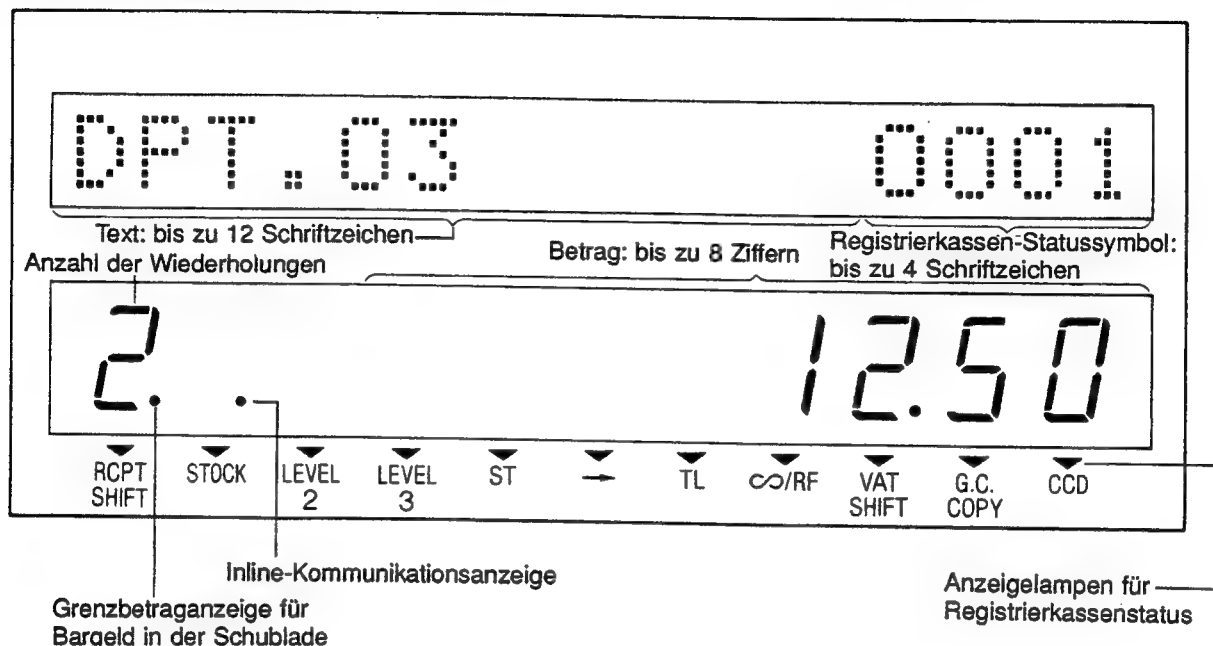 DPT.03 0001
Text: bis zu 12 Schriftzeichen
Betrag: bis zu 8 Ziffern
Registrierkassen-Statussymbol:
bis zu 4 Schriftzeichen
Anzahl der Wiederholungen
2. . 12.50
RCPT SHIFT
STOCK
LEVEL 2
LEVEL 3
ST
→
TL
∞/RF
VAT SHIFT
G.C. COPY
CCD
Inline-Kommunikationsanzeige
Grenzbetraganzeige für
Bargeld in der Schublade
Anzeigelampen für
Registrierkassenstatus